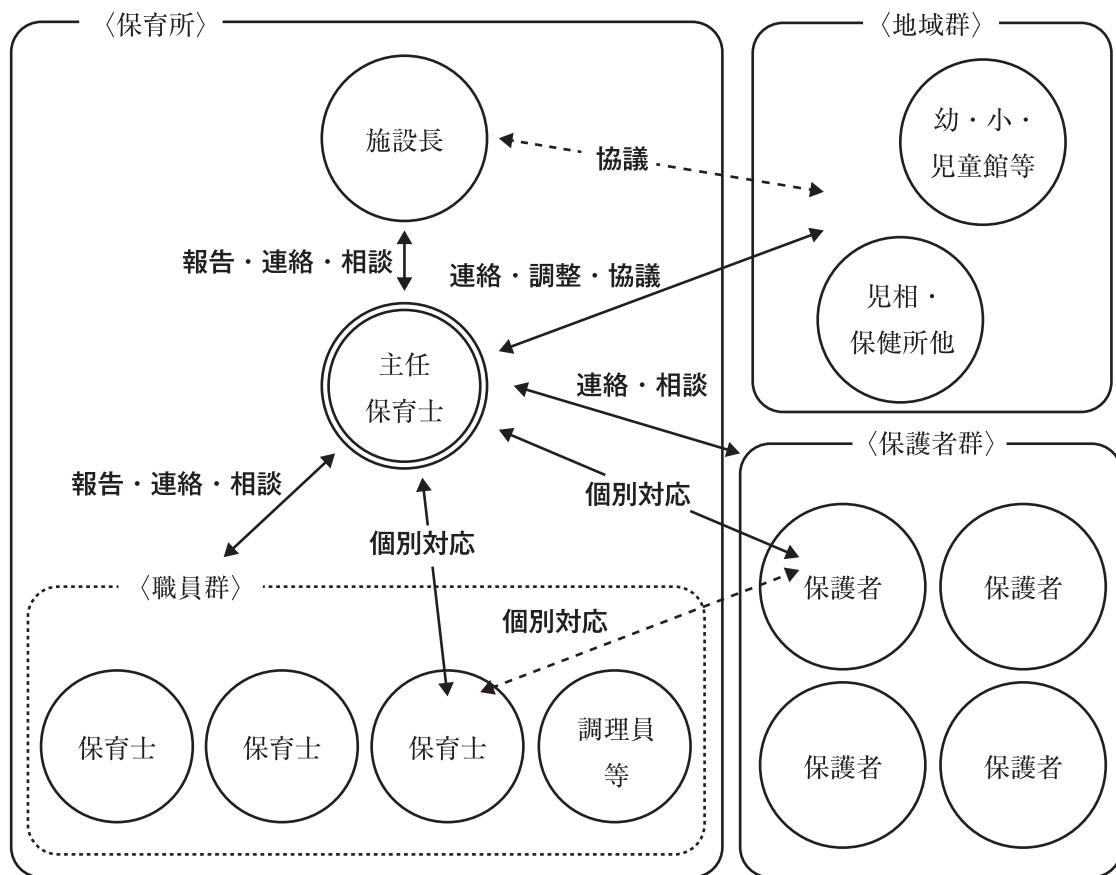 〈保育所〉
〈地域群〉
施設長
幼・小・
児童館等
協議
報告・連絡・相談
連絡・調整・協議
児相・
保健所他
主任
保育士
連絡・相談
〈保護者群〉
報告・連絡・相談
個別対応
個別対応
〈職員群〉
個別対応
保護者
保護者
保育士
保育士
保育士
調理員
等
保護者
保護者